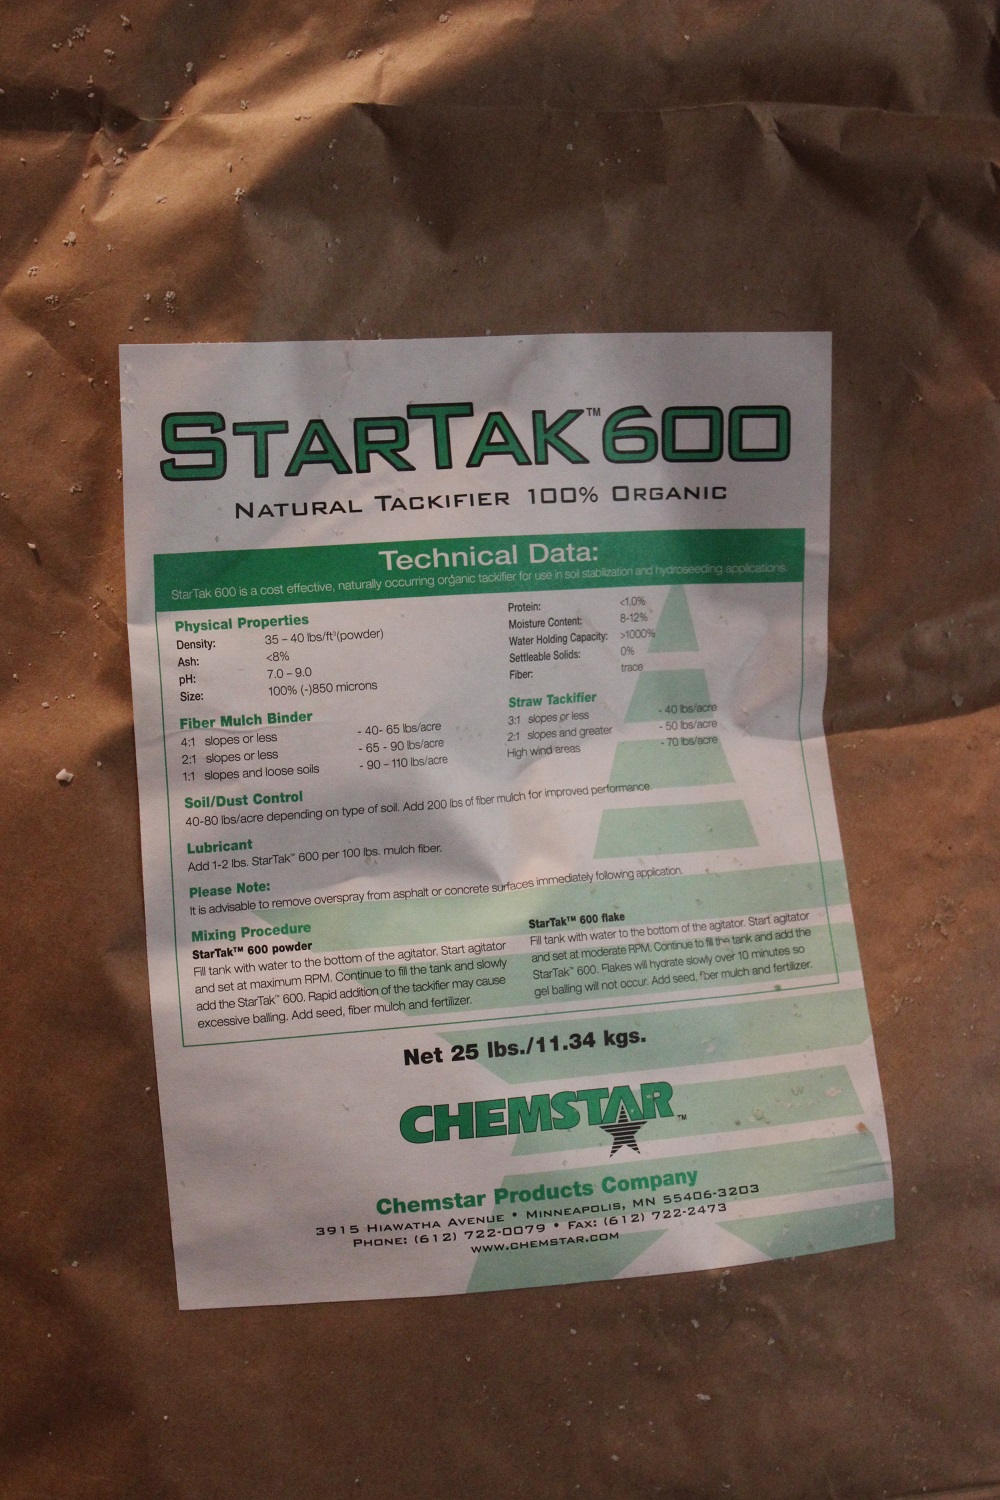 STARTAK™ 600
NATURAL TACKIFIER 100% ORGANIC
Technical Data:
StarTak 600 is a cost effective, naturally occurring organic tackifier for use in soil stablization and hydroseeding applications.
Physical Properties
Density: 35 – 40 lbs/ft³(powder)
Ash: <8%
pH: 7.0 – 9.0
Size: 100% (-)850 microns
Protein: <1.0%
Moisture Content: 8-12%
Water Holding Capacity: >1000%
Settleable Solids: 0%
Fiber: trace
Fiber Mulch Binder
4:1 slopes or less - 40- 65 lbs/acre
2:1 slopes or less - 65 - 90 lbs/acre
1:1 slopes and loose soils - 90 – 110 lbs/acre
Straw Tackifier
3:1 slopes or less - 40 lbs/acre
2:1 slopes and greater - 50 lbs/acre
High wind areas - 70 lbs/acre
Soil/Dust Control
40-80 lbs/acre depending on type of soil. Add 200 lbs of fiber mulch for improved performance.
Lubricant
Add 1-2 lbs. StarTak™ 600 per 100 lbs. mulch fiber.
Please Note:
It is advisable to remove overspray from asphalt or concrete surfaces immediately following application.
Mixing Procedure
StarTak™ 600 powder
Fill tank with water to the bottom of the agitator. Start agitator
and set at maximum RPM. Continue to fill the tank and slowly
add the StarTak™ 600. Rapid addition of the tackifier may cause
excessive balling. Add seed, fiber mulch and fertilizer.
StarTak™ 600 flake
Fill tank with water to the bottom of the agitator. Start agitator
and set at moderate RPM. Continue to fill the tank and add the
StarTak™ 600. Flakes will hydrate slowly over 10 minutes so
gel balling will not occur. Add seed, fiber mulch and fertilizer.
Net 25 lbs./11.34 kgs.
CHEMSTAR™
Chemstar Products Company
3915 HIAWATHA AVENUE • MINNEAPOLIS, MN 55406-3203
PHONE: (612) 722-0079 • FAX: (612) 722-2473
WWW.CHEMSTAR.COM